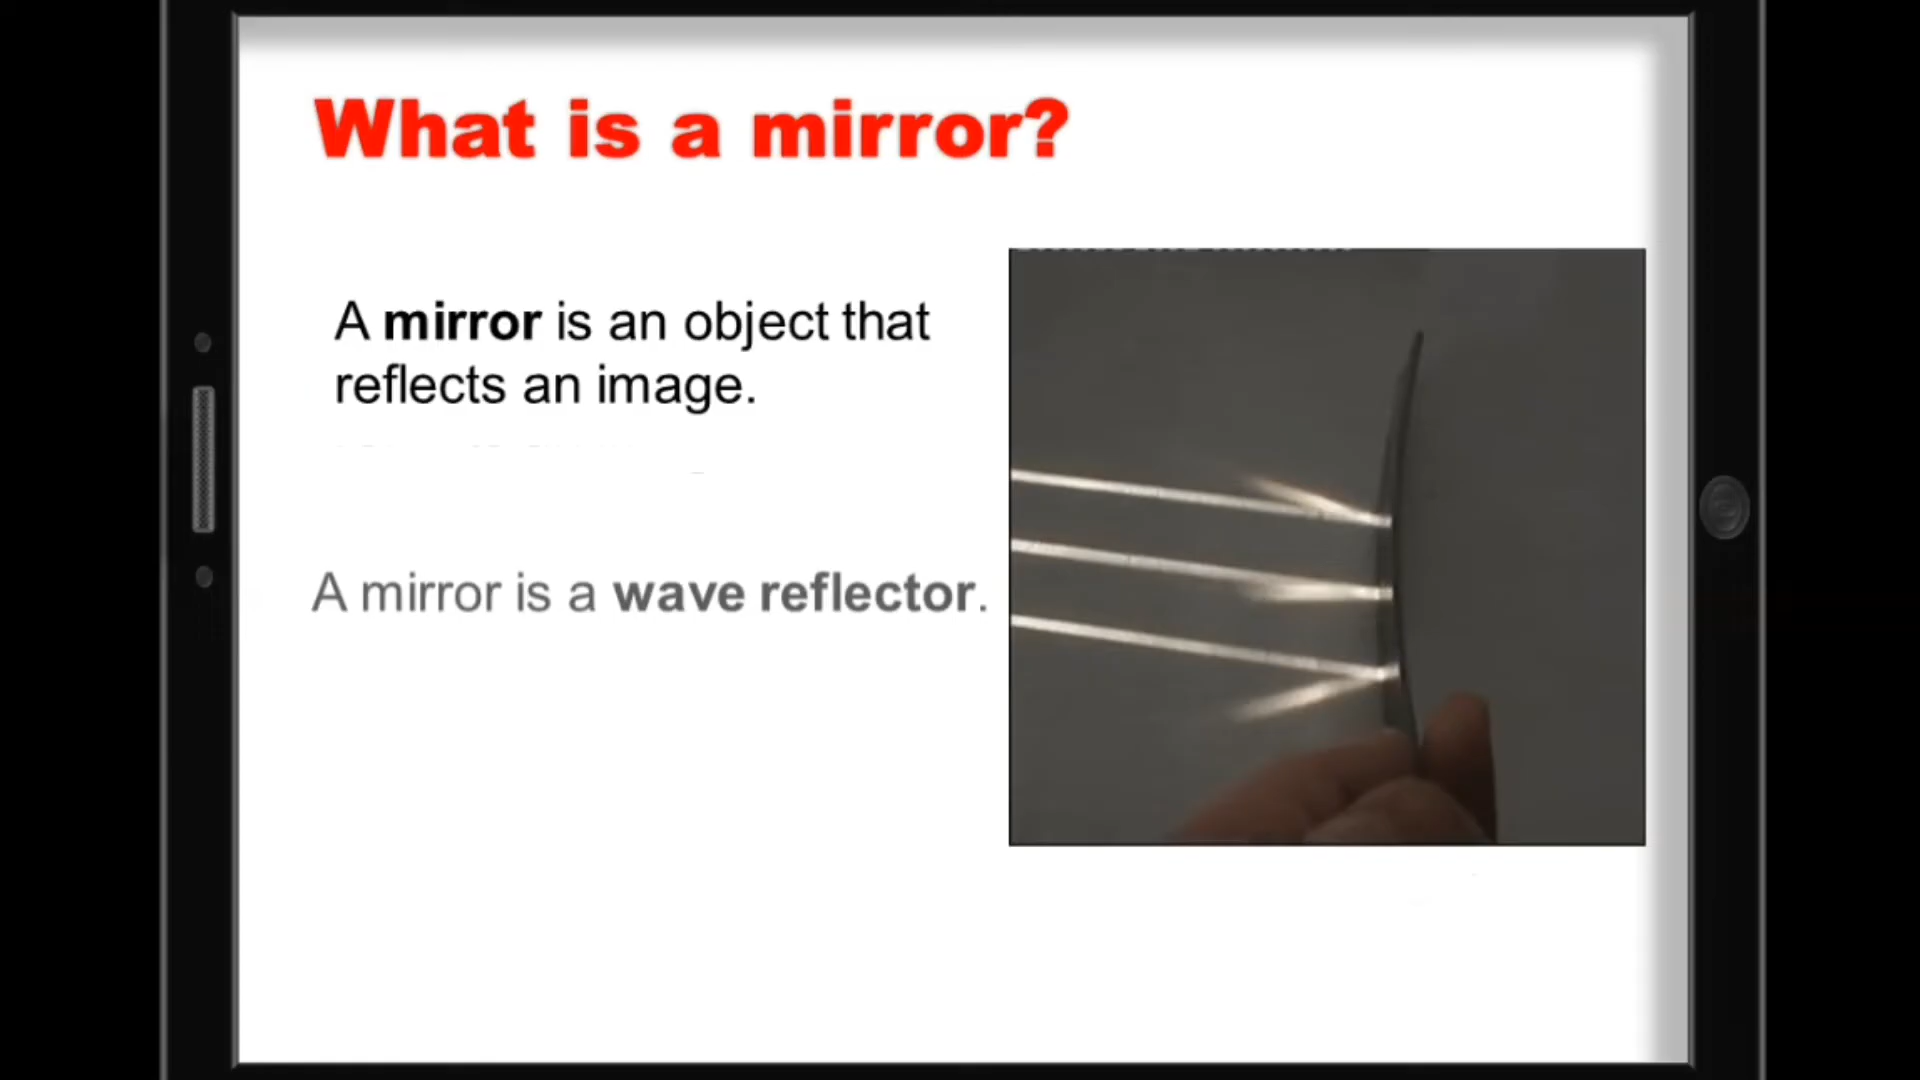 What is a mirror?
A mirror is an object that
reflects an image.
A mirror is a wave reflector.